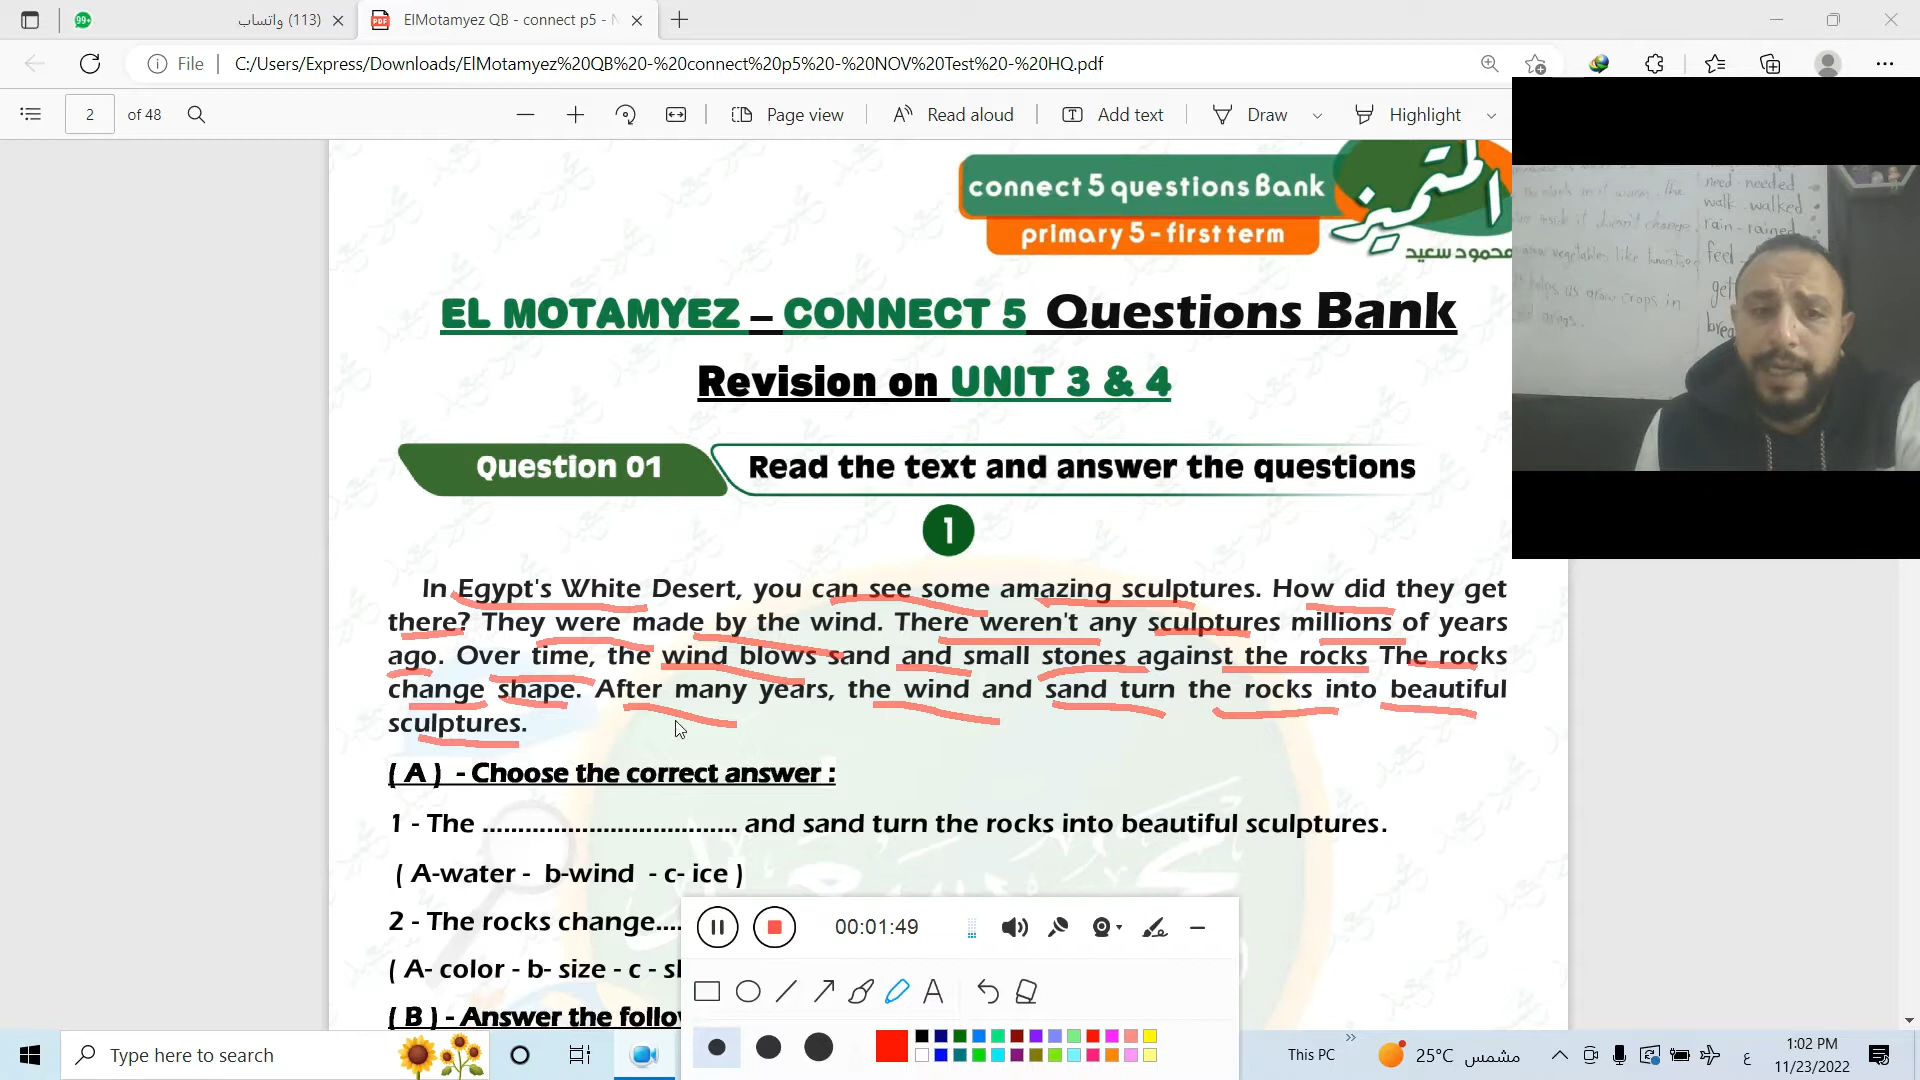 (113) واتساب
ElMotamyez QB - connect p5 - N
99+
File
C:/Users/Express/Downloads/ElMotamyez%20QB%20-%20connect%20p5%20-%20NOV%20Test%20-%20HQ.pdf
2 of 48
Page view
Read aloud
Add text
Draw
Highlight
connect 5 questions Bank
primary 5 - first term
المتميز
محمود سعيد
need - needed
walk - walked
rain - rained
feel
get
brea
EL MOTAMYEZ – CONNECT 5 Questions Bank
Revision on UNIT 3 & 4
Question 01
Read the text and answer the questions
1
In Egypt's White Desert, you can see some amazing sculptures. How did they get
there? They were made by the wind. There weren't any sculptures millions of years
ago. Over time, the wind blows sand and small stones against the rocks The rocks
change shape. After many years, the wind and sand turn the rocks into beautiful
sculptures.
( A ) - Choose the correct answer :
1 - The .................................... and sand turn the rocks into beautiful sculptures.
( A-water - b-wind - c- ice )
2 - The rocks change....
( A- color - b- size - c - sl
( B ) - Answer the follo
00:01:49
Type here to search
This PC
25°C مشمس
ع
1:02 PM
11/23/2022